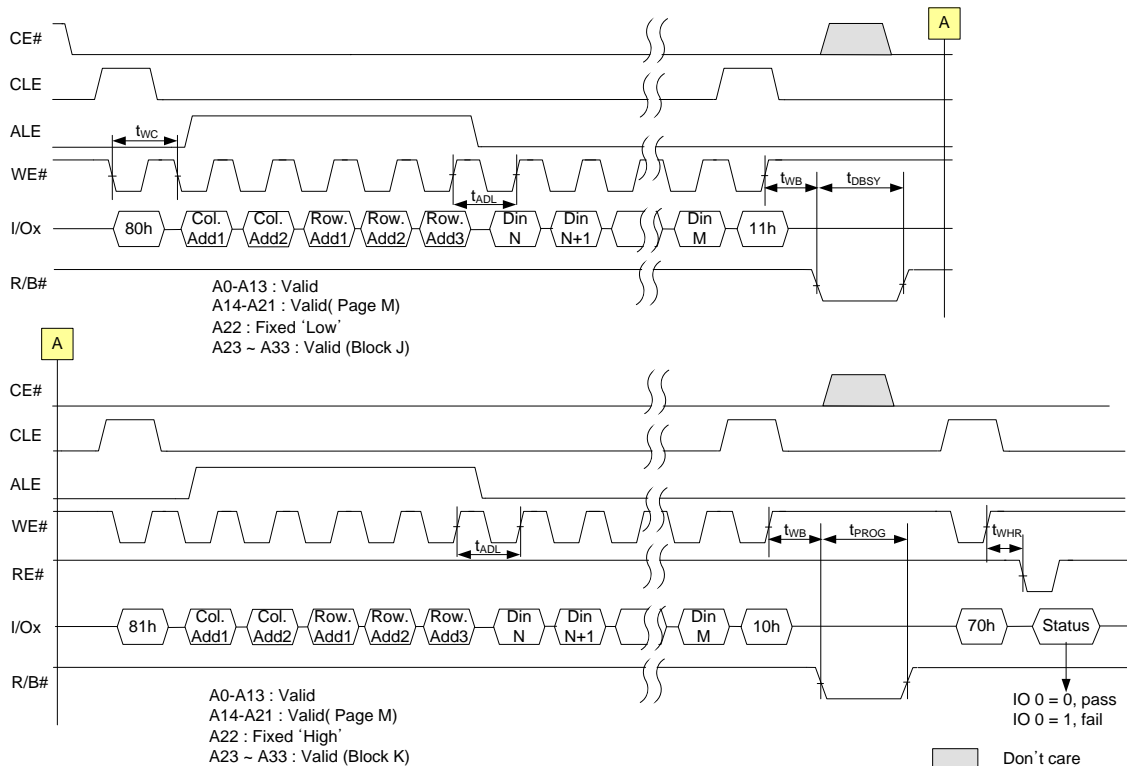 A
CE#
CLE
ALE
tWC
WE#
tADL
tWB
tDBSY
I/Ox
80h
Col. Add1
Col. Add2
Row. Add1
Row. Add2
Row. Add3
Din N
Din N+1
Din M
11h
R/B#
A0-A13 : Valid
A14-A21 : Valid( Page M)
A22 : Fixed ‘Low’
A23 ~ A33 : Valid (Block J)
A
CE#
CLE
ALE
WE#
tADL
tWB
tPROG
tWHR
RE#
I/Ox
81h
Col. Add1
Col. Add2
Row. Add1
Row. Add2
Row. Add3
Din N
Din N+1
Din M
10h
70h
Status
R/B#
IO 0 = 0, pass
IO 0 = 1, fail
A0-A13 : Valid
A14-A21 : Valid( Page M)
A22 : Fixed ‘High’
A23 ~ A33 : Valid (Block K)
Don’t care